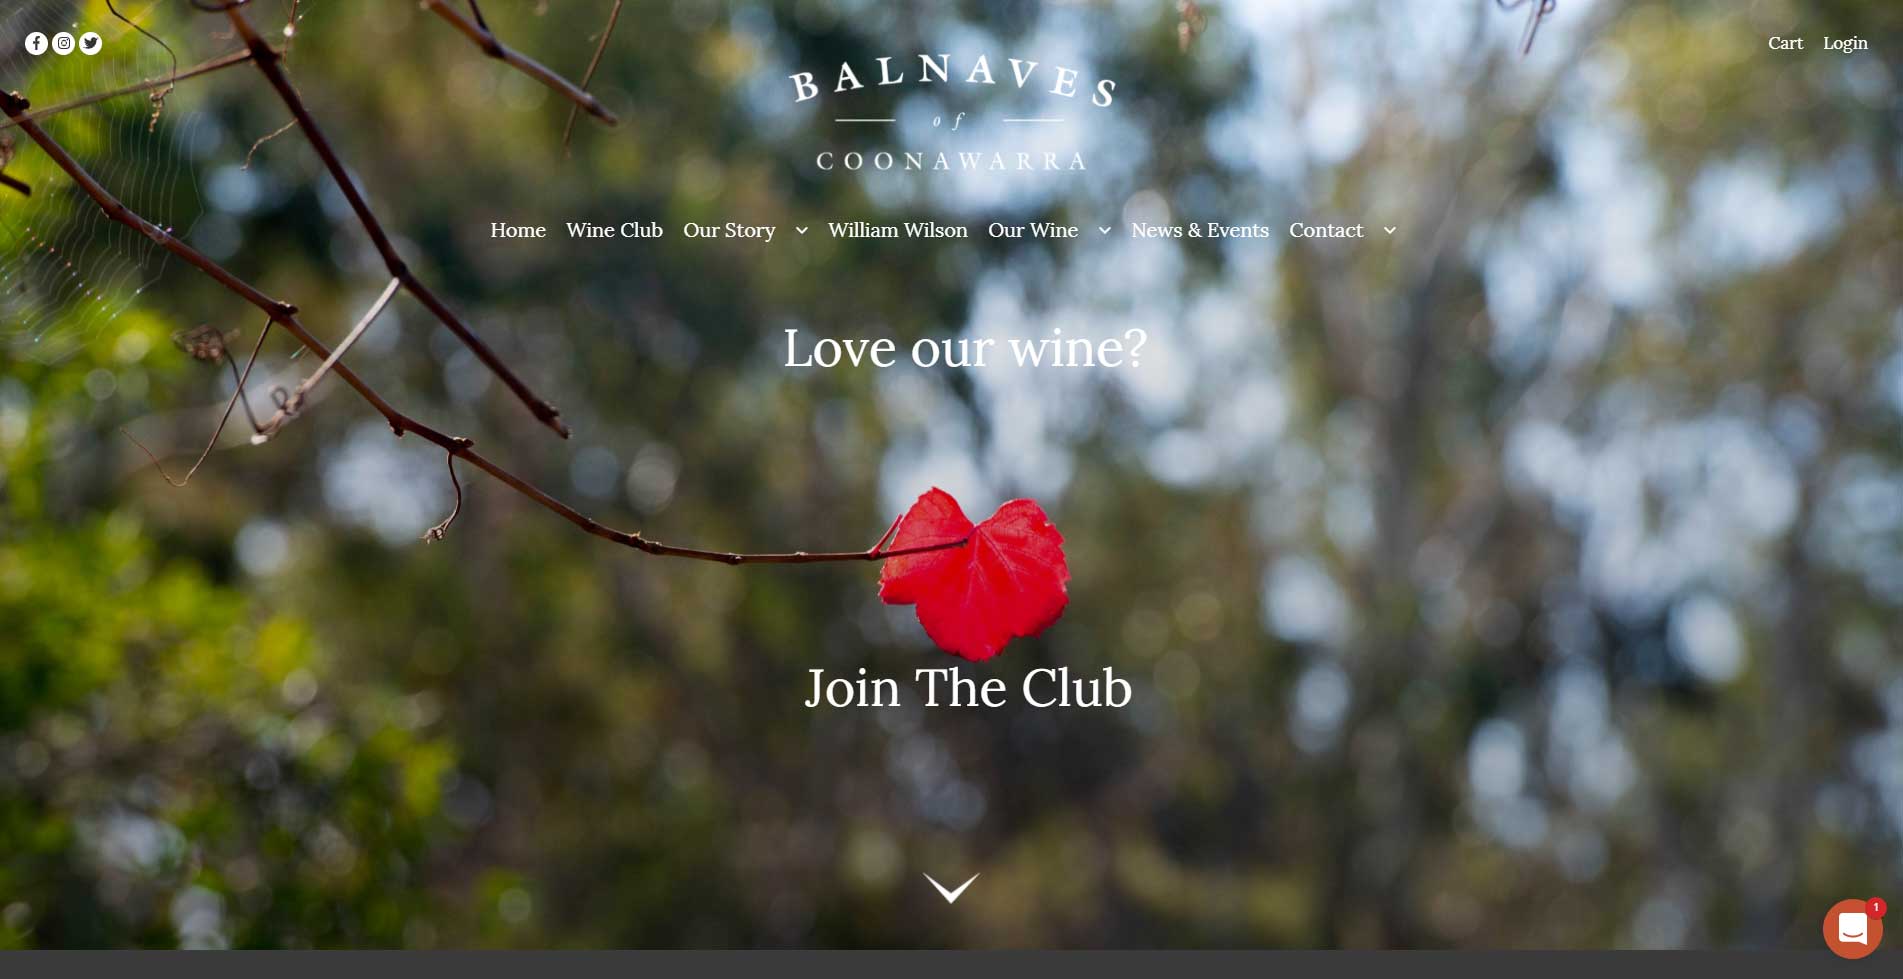 Cart Login
BALNAVES
of
COONAWARRA
Home Wine Club Our Story William Wilson Our Wine News & Events Contact
Love our wine?
Join The Club
1